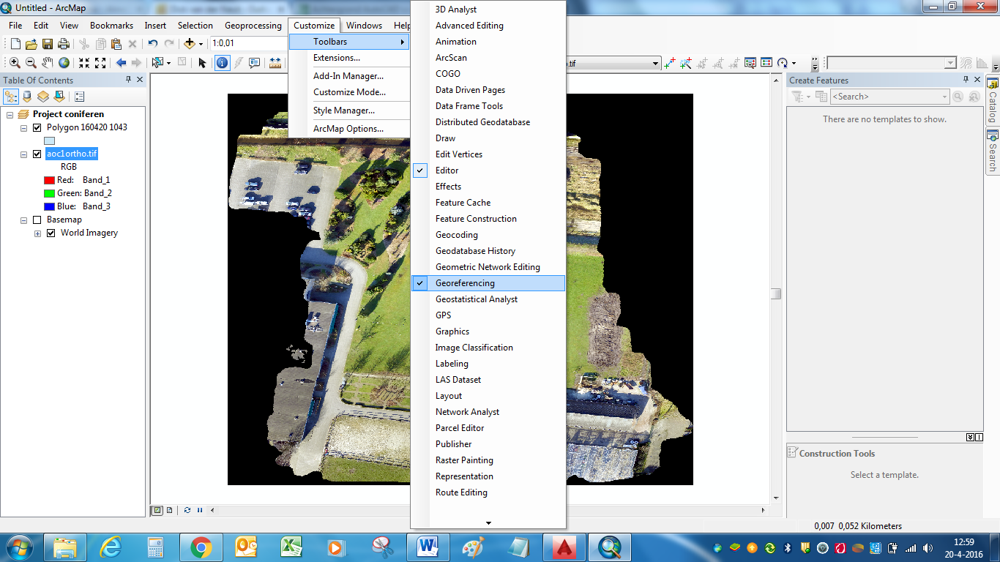 Untitled - ArcMap
File Edit View Bookmarks Insert Selection Geoprocessing Customize Windows Help
1:0,01
.tif
Toolbars
Extensions...
Add-In Manager...
Customize Mode...
Style Manager...
ArcMap Options...
3D Analyst
Advanced Editing
Animation
ArcScan
COGO
Data Driven Pages
Data Frame Tools
Distributed Geodatabase
Draw
Edit Vertices
Editor
Effects
Feature Cache
Feature Construction
Geocoding
Geodatabase History
Geometric Network Editing
Georeferencing
Geostatistical Analyst
GPS
Graphics
Image Classification
Labeling
LAS Dataset
Layout
Network Analyst
Parcel Editor
Publisher
Raster Painting
Representation
Route Editing
Table Of Contents
Project coniferen
Polygon 160420 1043
aoc1ortho.tif
RGB
Red: Band_1
Green: Band_2
Blue: Band_3
Basemap
World Imagery
Create Features
<Search>
There are no templates to show.
Construction Tools
Select a template.
Catalog
Search
0,007 0,052 Kilometers
12:59
20-4-2016